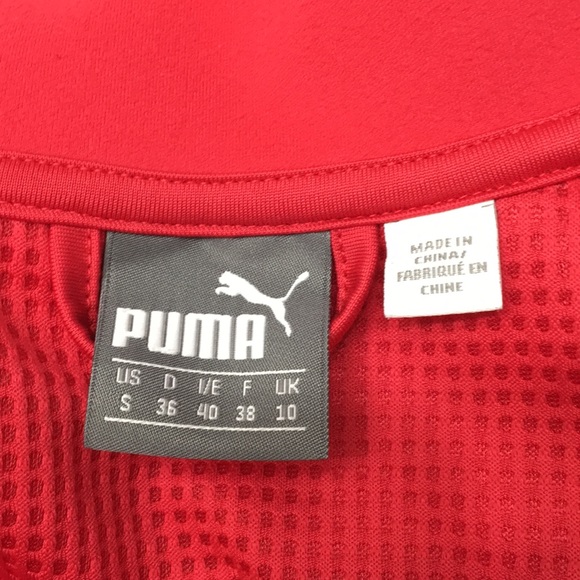 PUMA
US D I/E F UK
S 36 40 38 10
MADE IN
CHINA/
FABRIQUÉ EN
CHINE